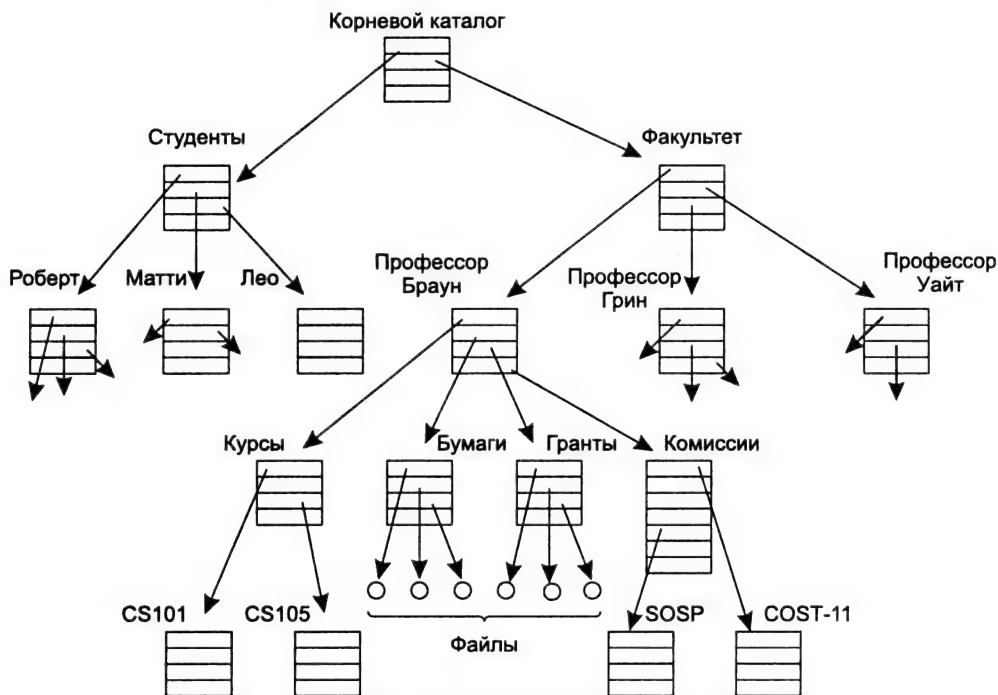 Корневой каталог
Студенты
Факультет
Роберт
Матти
Лео
Профессор
Браун
Профессор
Грин
Профессор
Уайт
Курсы
Бумаги
Гранты
Комиссии
CS101
CS105
Файлы
SOSP
COST-11